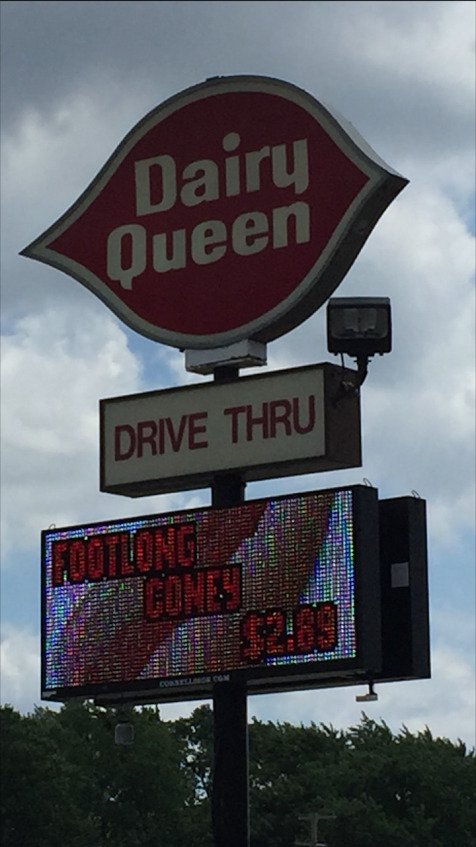 Dairy
Queen
DRIVE THRU
FOOTLONG
CONEY
$2.69